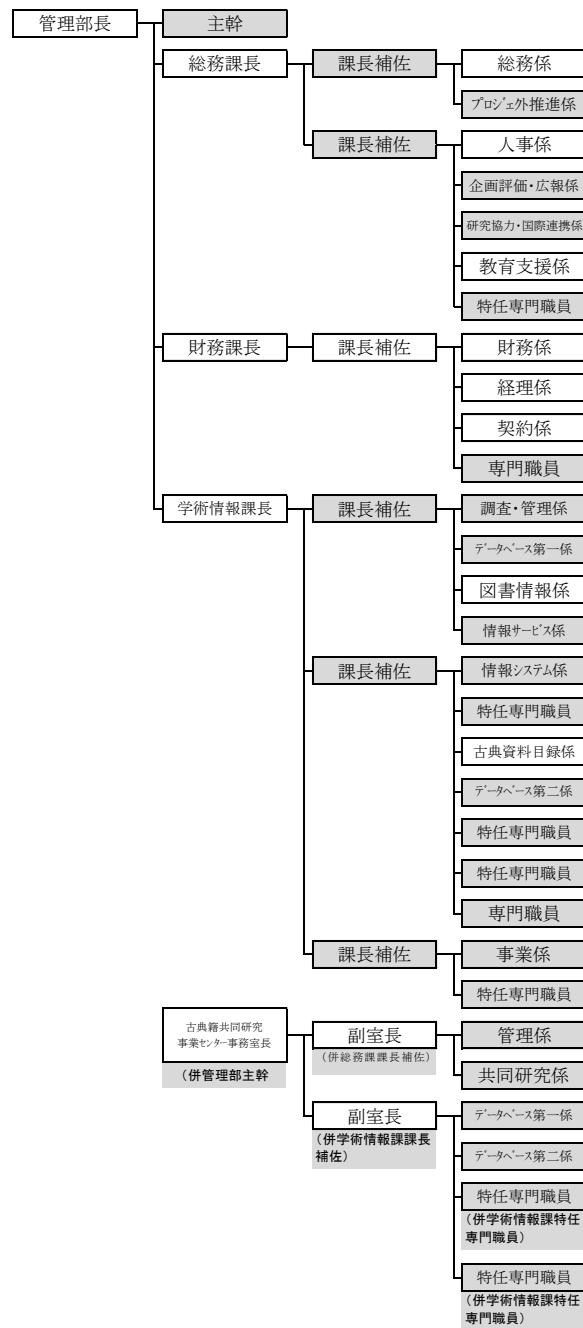 管理部長
主幹
総務課長
課長補佐
総務係
プロジェクト推進係
課長補佐
人事係
企画評価・広報係
研究協力・国際連携係
教育支援係
特任専門職員
財務課長
課長補佐
財務係
経理係
契約係
専門職員
学術情報課長
課長補佐
調査・管理係
データベース第一係
図書情報係
情報サービス係
課長補佐
情報システム係
特任専門職員
古典資料目録係
データベース第二係
特任専門職員
特任専門職員
専門職員
課長補佐
事業係
特任専門職員
古典籍共同研究
事業センター事務室長
(併管理部主幹
副室長
(併総務課課長補佐)
管理係
共同研究係
副室長
(併学術情報課課長
補佐)
データベース第一係
データベース第二係
特任専門職員
(併学術情報課特任
専門職員)
特任専門職員
(併学術情報課特任
専門職員)